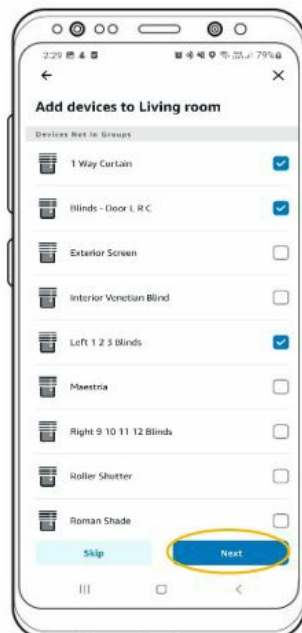 2:29
79%
Add devices to Living room
Devices Not in Groups
1 Way Curtain
Blinds - Door L R C
Exterior Screen
Interior Venetian Blind
Left 1 2 3 Blinds
Maestria
Right 9 10 11 12 Blinds
Roller Shutter
Roman Shade
Skip
Next